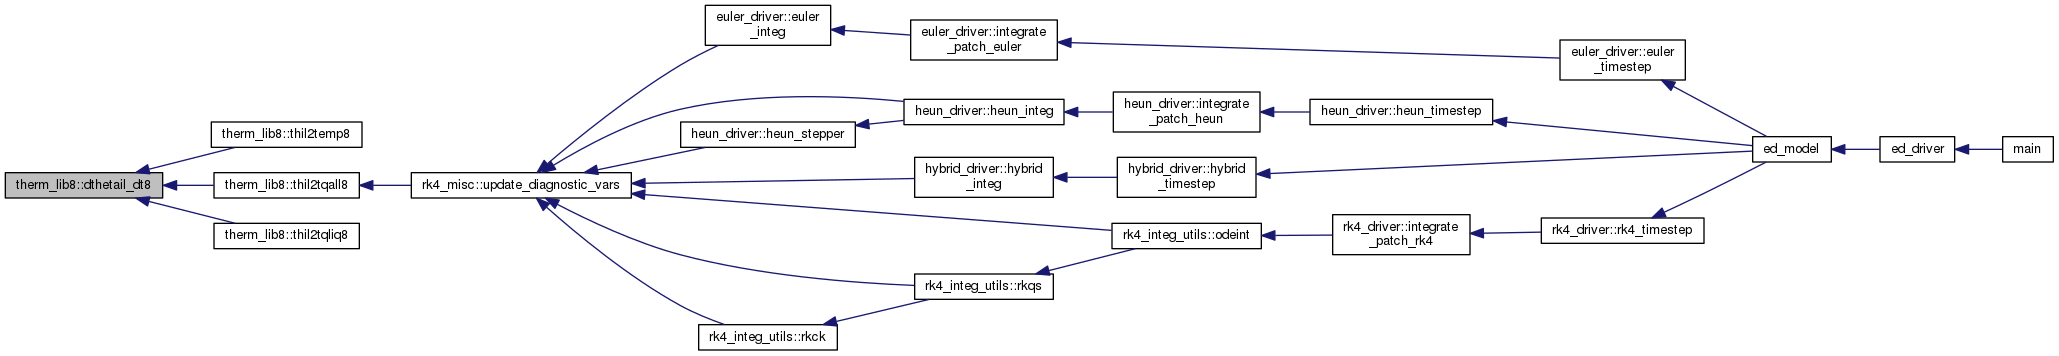 euler_driver::euler
_integ
euler_driver::integrate
_patch_euler
euler_driver::euler
_timestep
therm_lib8::thil2temp8
heun_driver::heun_stepper
heun_driver::heun_integ
heun_driver::integrate
_patch_heun
heun_driver::heun_timestep
ed_model
ed_driver
main
therm_lib8::dthetail_dt8
therm_lib8::thil2tqall8
rk4_misc::update_diagnostic_vars
hybrid_driver::hybrid
_integ
hybrid_driver::hybrid
_timestep
therm_lib8::thil2tqliq8
rk4_integ_utils::odeint
rk4_driver::integrate
_patch_rk4
rk4_driver::rk4_timestep
rk4_integ_utils::rkqs
rk4_integ_utils::rkck